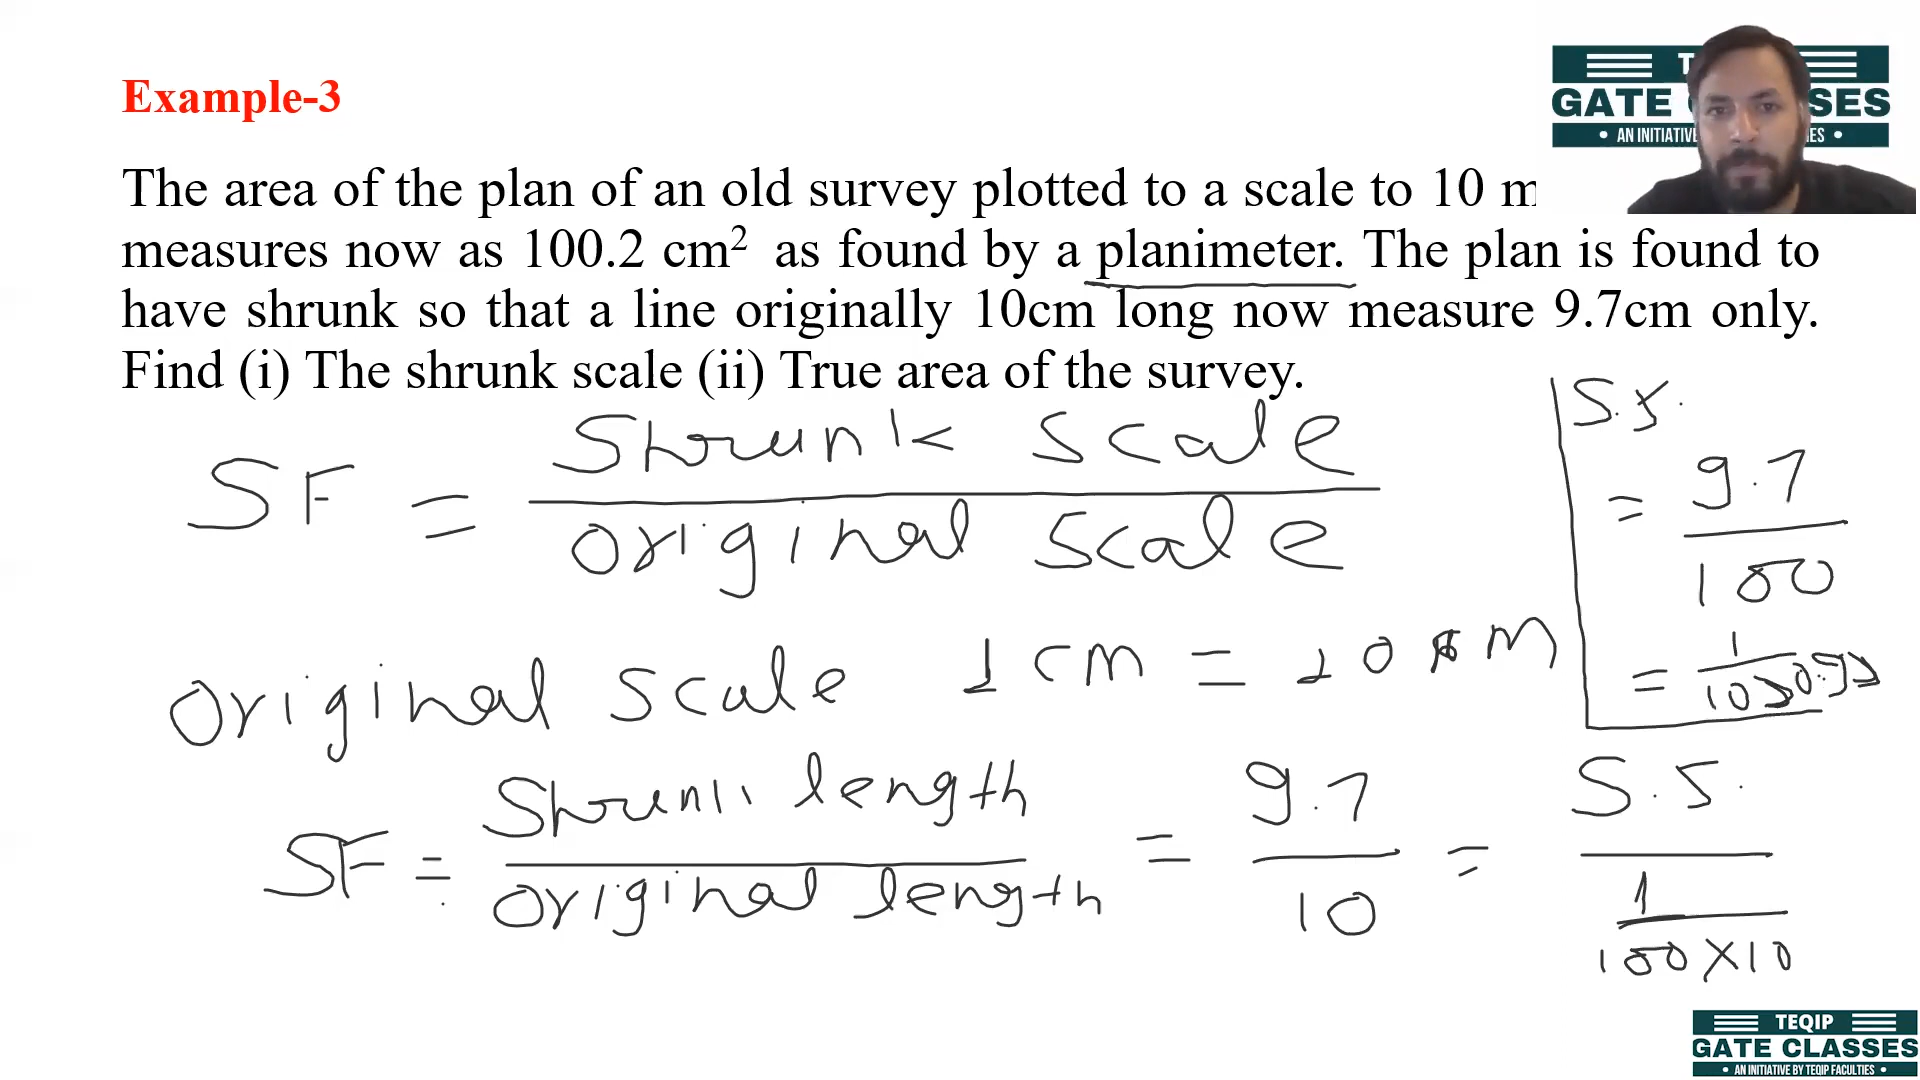 Example-3
GATE C SES
• AN INITIATIVE IES •
The area of the plan of an old survey plotted to a scale to 10 m
measures now as 100.2 cm² as found by a planimeter. The plan is found to
have shrunk so that a line originally 10cm long now measure 9.7cm only.
Find (i) The shrunk scale (ii) True area of the survey.
SF = Shrunk Scale / Original Scale
S.S.
= 9.7 / 100
= 1 /
Original Scale 1 cm = 10 m
SF = Shrunk length / Original length = 9.7 / 10 = S.S. / 1 / 100 X 10
TEQIP
GATE CLASSES
• AN INITIATIVE BY TEQIP FACULTIES •